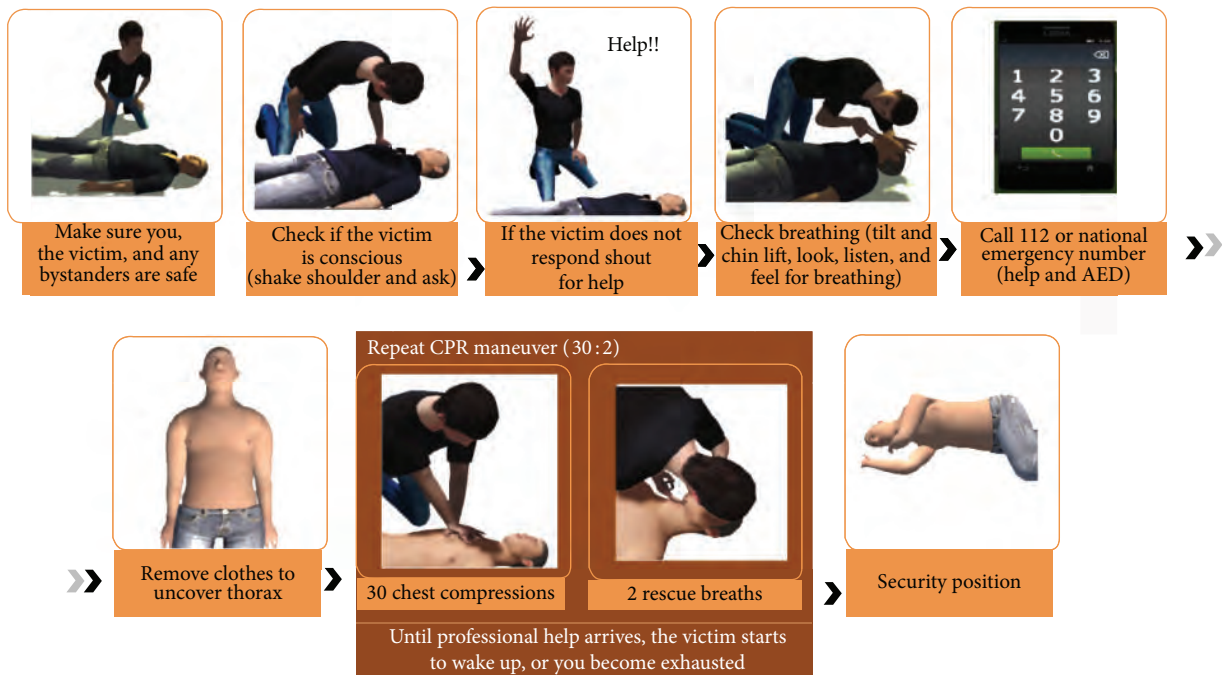 Help!!
1 2 3
4 5 6
7 8 9
0
Make sure you,
the victim, and any
bystanders are safe
Check if the victim
is conscious
(shake shoulder and ask)
If the victim does not
respond shout
for help
Check breathing (tilt and
chin lift, look, listen, and
feel for breathing)
Call 112 or national
emergency number
(help and AED)
Remove clothes to
uncover thorax
Repeat CPR maneuver (30:2)
30 chest compressions
2 rescue breaths
Until professional help arrives, the victim starts
to wake up, or you become exhausted
Security position